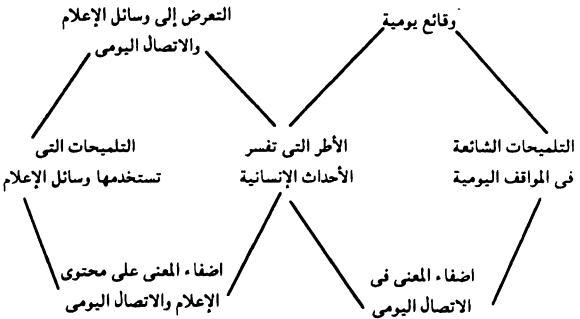 وقائع يومية
التعرض إلى وسائل الإعلام
والاتصال اليومى
التلميحات الشائعة
فى المواقف اليومية
الأطر التى تفسر
الأحداث الإنسانية
التلميحات التى
تستخدمها وسائل الإعلام
اضفاء المعنى فى
الاتصال اليومى
اضفاء المعنى على محتوى
الإعلام والاتصال اليومى